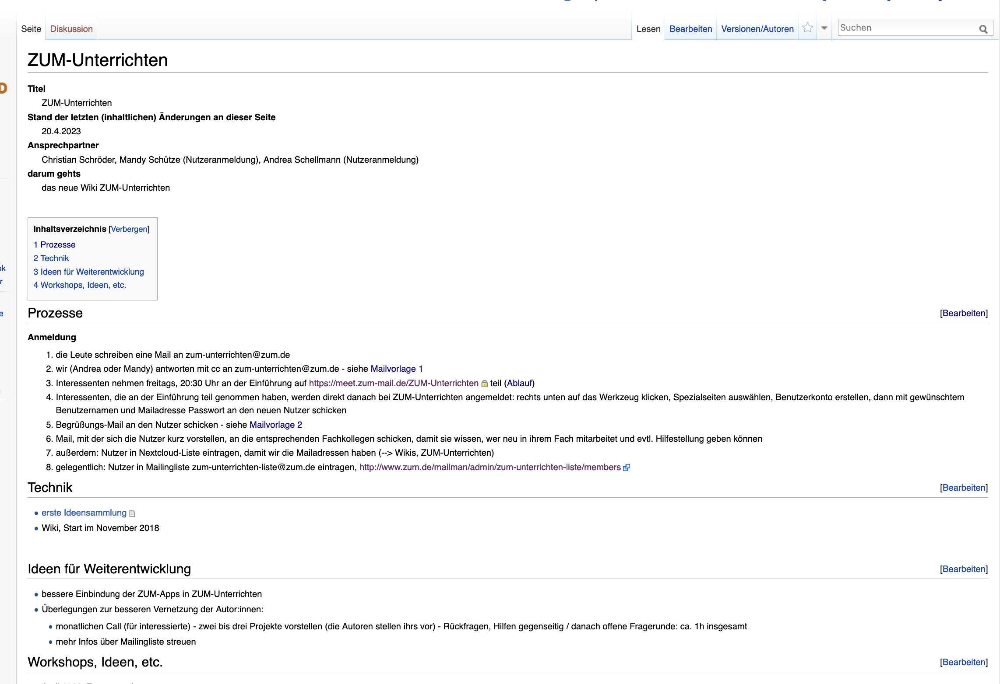 Seite Diskussion Lesen Bearbeiten Versionen/Autoren Suchen
ZUM-Unterrichten
Titel
ZUM-Unterrichten
Stand der letzten (inhaltlichen) Änderungen an dieser Seite
20.4.2023
Ansprechpartner
Christian Schröder, Mandy Schütze (Nutzeranmeldung), Andrea Schellmann (Nutzeranmeldung)
darum gehts
das neue Wiki ZUM-Unterrichten
Inhaltsverzeichnis [Verbergen]
1 Prozesse
2 Technik
3 Ideen für Weiterentwicklung
4 Workshops, Ideen, etc.
Prozesse [Bearbeiten]
Anmeldung
1. die Leute schreiben eine Mail an zum-unterrichten@zum.de
2. wir (Andrea oder Mandy) antworten mit cc an zum-unterrichten@zum.de - siehe Mailvorlage 1
3. Interessenten nehmen freitags, 20:30 Uhr an der Einführung auf https://meet.zum-mail.de/ZUM-Unterrichten teil (Ablauf)
4. Interessenten, die an der Einführung teil genommen haben, werden direkt danach bei ZUM-Unterrichten angemeldet: rechts unten auf das Werkzeug klicken, Spezialseiten auswählen, Benutzerkonto erstellen, dann mit gewünschtem
Benutzernamen und Mailadresse Passwort an den neuen Nutzer schicken
5. Begrüßungs-Mail an den Nutzer schicken - siehe Mailvorlage 2
6. Mail, mit der sich die Nutzer kurz vorstellen, an die entsprechenden Fachkollegen schicken, damit sie wissen, wer neu in ihrem Fach mitarbeitet und evtl. Hilfestellung geben können
7. außerdem: Nutzer in Nextcloud-Liste eintragen, damit wir die Mailadressen haben (--> Wikis, ZUM-Unterrichten)
8. gelegentlich: Nutzer in Mailingliste zum-unterrichten-liste@zum.de eintragen, http://www.zum.de/mailman/admin/zum-unterrichten-liste/members
Technik [Bearbeiten]
erste Ideensammlung
Wiki, Start im November 2018
Ideen für Weiterentwicklung [Bearbeiten]
bessere Einbindung der ZUM-Apps in ZUM-Unterrichten
Überlegungen zur besseren Vernetzung der Autor:innen:
monatlichen Call (für interessierte) - zwei bis drei Projekte vorstellen (die Autoren stellen ihrs vor) - Rückfragen, Hilfen gegenseitig / danach offene Fragerunde: ca. 1h insgesamt
mehr Infos über Mailingliste streuen
Workshops, Ideen, etc. [Bearbeiten]